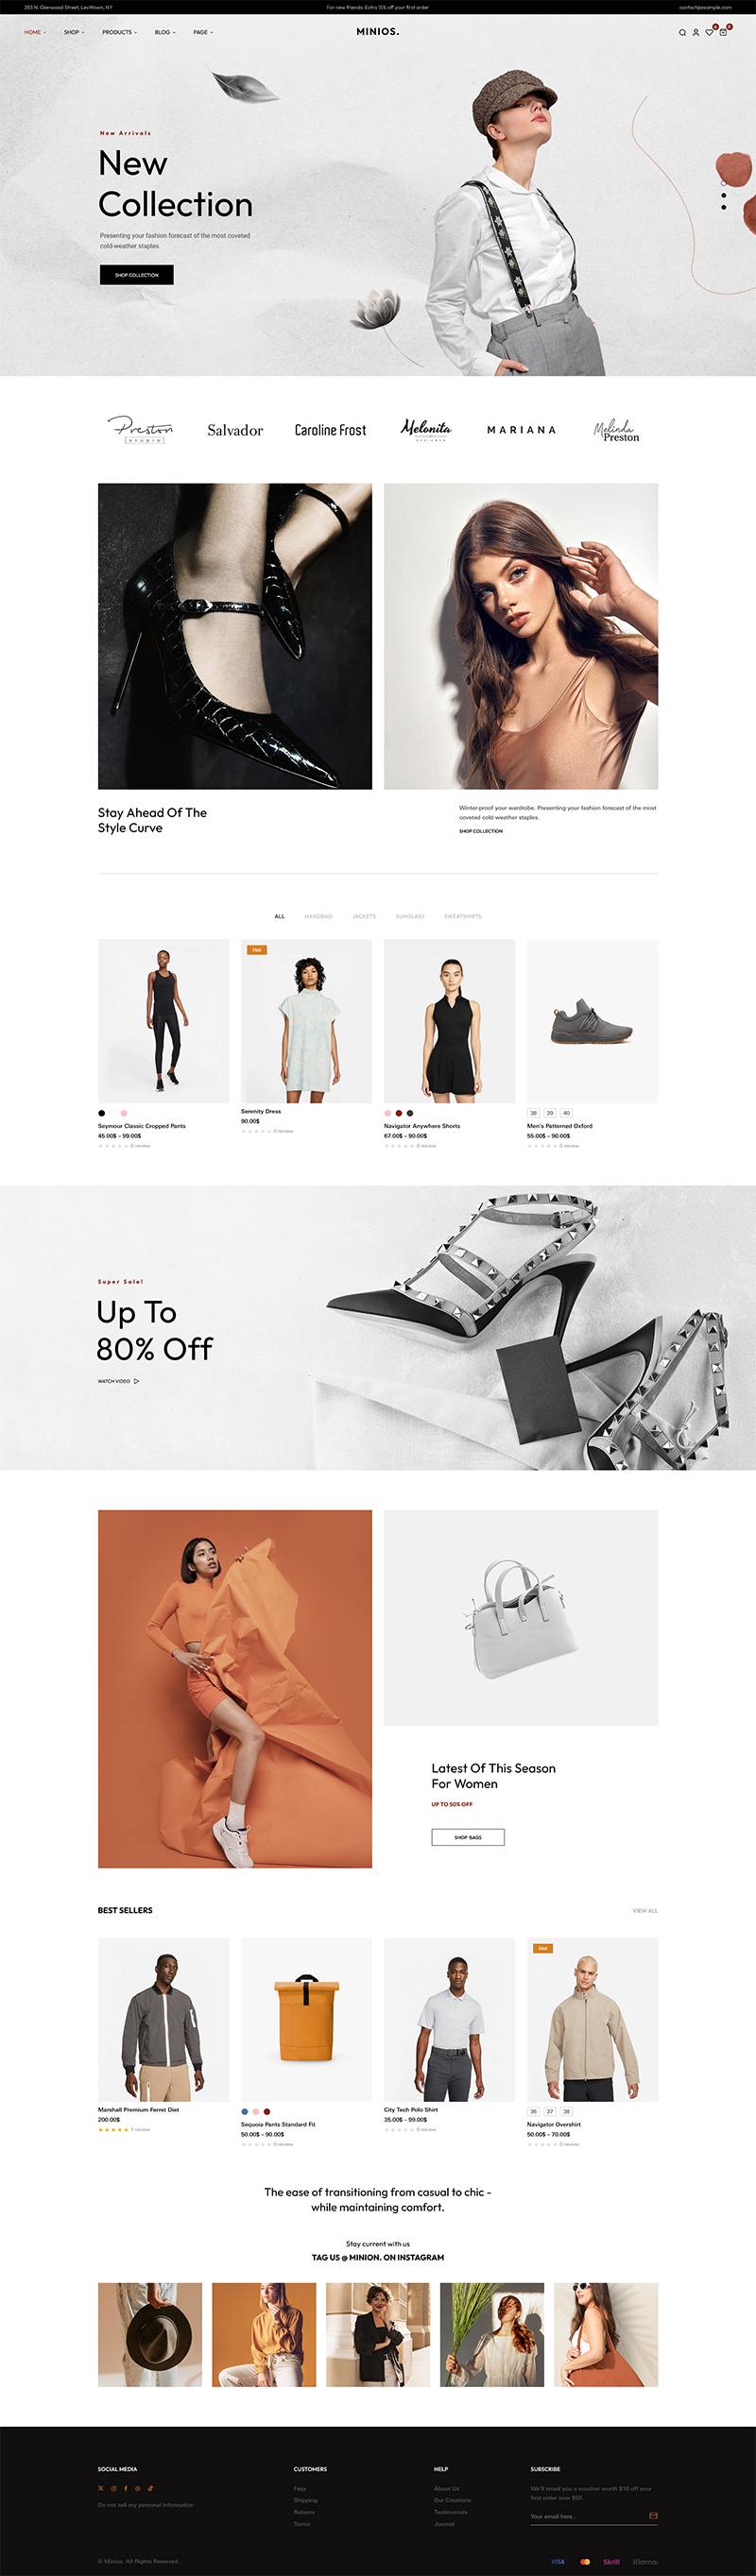 283 N. Glenwood Street, Levittown, NY
For new friends: Extra 15% off your first order
contact@example.com
HOME
SHOP
PRODUCTS
BLOG
PAGE
MINIOS.
0
0
New Arrivals
New
Collection
Presenting your fashion forecast of the most coveted
cold-weather staples.
SHOP COLLECTION
Preston
STUDIO
Salvador
Caroline Frost
Melonita
DESIGNER
MARIANA
Melinda
Preston
Stay Ahead Of The
Style Curve
Winter-proof your wardrobe. Presenting your fashion forecast of the most
coveted cold-weather staples.
SHOP COLLECTION
ALL
HANDBAG
JACKETS
SUNGLASS
SWEATSHIRTS
Hot
Seymour Classic Cropped Pants
45.00$ – 99.00$
0 review
Serenity Dress
90.00$
0 review
Navigator Anywhere Shorts
67.00$ – 90.00$
0 review
38 39 40
Men's Patterned Oxford
55.00$ – 90.00$
0 review
Super Sale!
Up To
80% Off
WATCH VIDEO
Latest Of This Season
For Women
UP TO 50% OFF
SHOP BAGS
BEST SELLERS
VIEW ALL
Hot
Marshall Premium Ferret Diet
200.00$
1 review
Sequoia Pants Standard Fit
50.00$ – 90.00$
0 review
City Tech Polo Shirt
35.00$ – 99.00$
0 review
36 37 38
Navigator Overshirt
50.00$ – 70.00$
0 review
The ease of transitioning from casual to chic -
while maintaining comfort.
Stay current with us
TAG US @ MINION. ON INSTAGRAM
SOCIAL MEDIA
Do not sell my personal information
CUSTOMERS
Faqs
Shipping
Returns
Terms
HELP
About Us
Our Creations
Testimonials
Journal
SUBSCRIBE
We'll email you a voucher worth $10 off your
first order over $50.
Your email here...
© Minios. All Rights Reserved.
VISA
Skrill
Klarna.